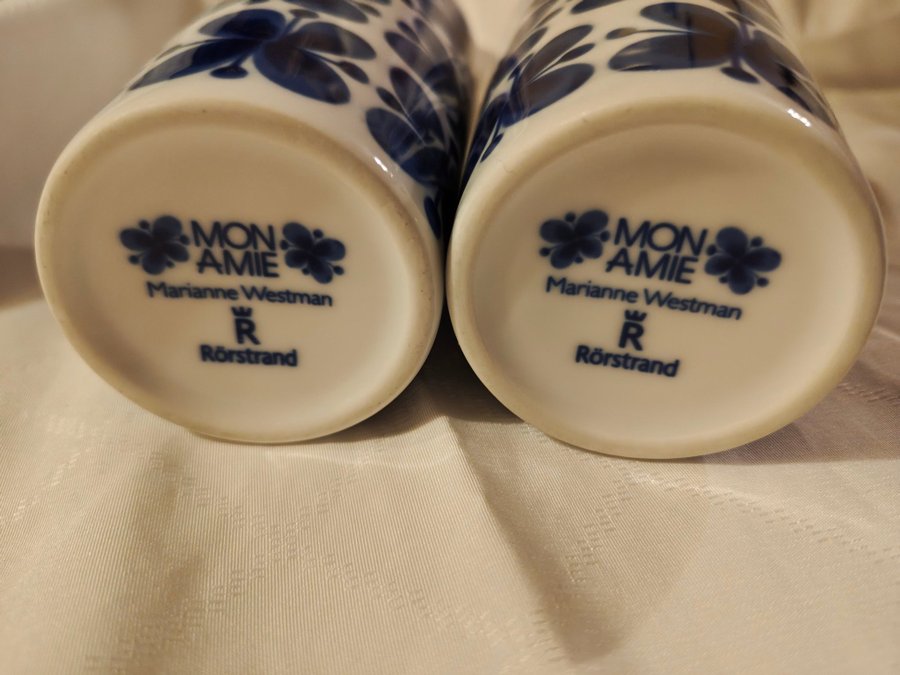 MON
AMIE
Marianne Westman
R
Rörstrand
MON
AMIE
Marianne Westman
R
Rörstrand